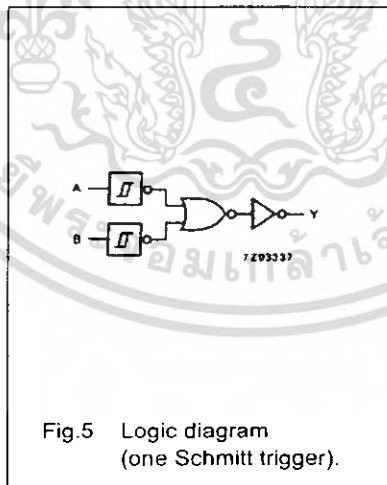 A
B
Y
7Z93337
Fig.5 Logic diagram
(one Schmitt trigger).